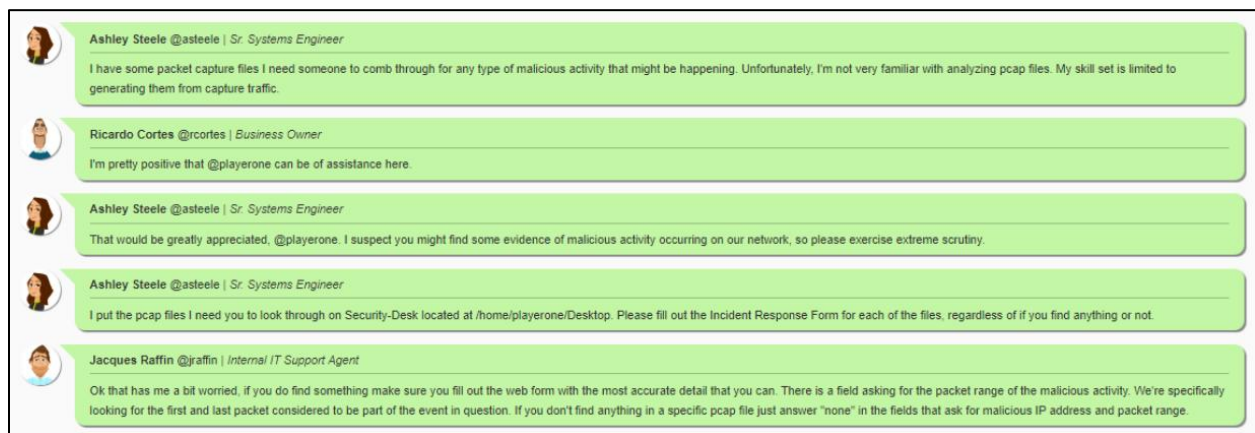 Ashley Steele @asteele | Sr. Systems Engineer
I have some packet capture files I need someone to comb through for any type of malicious activity that might be happening. Unfortunately, I'm not very familiar with analyzing pcap files. My skill set is limited to
generating them from capture traffic.
Ricardo Cortes @rcortes | Business Owner
I'm pretty positive that @playerone can be of assistance here.
Ashley Steele @asteele | Sr. Systems Engineer
That would be greatly appreciated, @playerone. I suspect you might find some evidence of malicious activity occurring on our network, so please exercise extreme scrutiny.
Ashley Steele @asteele | Sr. Systems Engineer
I put the pcap files I need you to look through on Security-Desk located at /home/playerone/Desktop. Please fill out the Incident Response Form for each of the files, regardless of if you find anything or not.
Jacques Raffin @jraffin | Internal IT Support Agent
Ok that has me a bit worried, if you do find something make sure you fill out the web form with the most accurate detail that you can. There is a field asking for the packet range of the malicious activity. We're specifically
looking for the first and last packet considered to be part of the event in question. If you don't find anything in a specific pcap file just answer "none" in the fields that ask for malicious IP address and packet range.